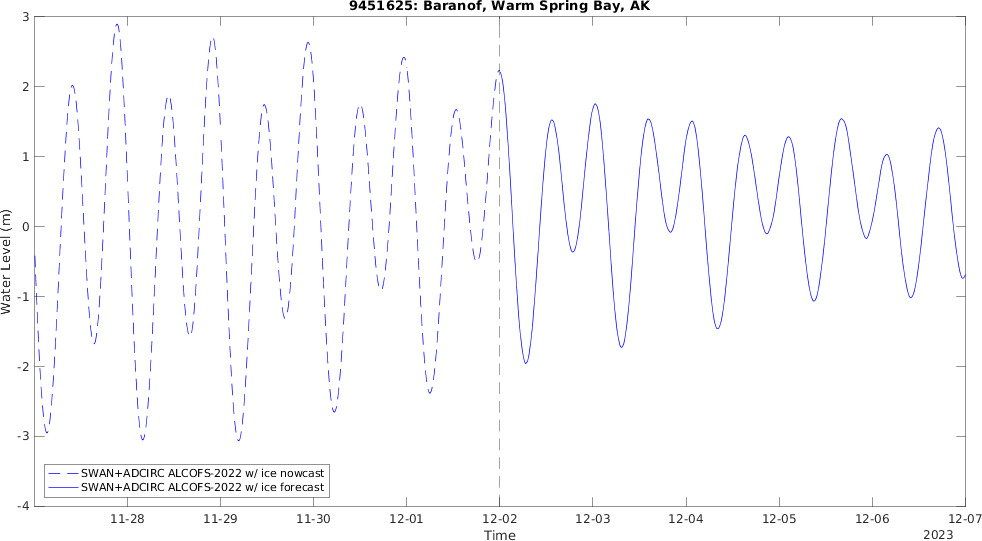 9451625: Baranof, Warm Spring Bay, AK
3
2
1
0
-1
-2
-3
-4
Water Level (m)
SWAN+ADCIRC ALCOFS-2022 w/ ice nowcast
SWAN+ADCIRC ALCOFS-2022 w/ ice forecast
11-28 11-29 11-30 12-01 12-02 12-03 12-04 12-05 12-06 12-07
Time
2023